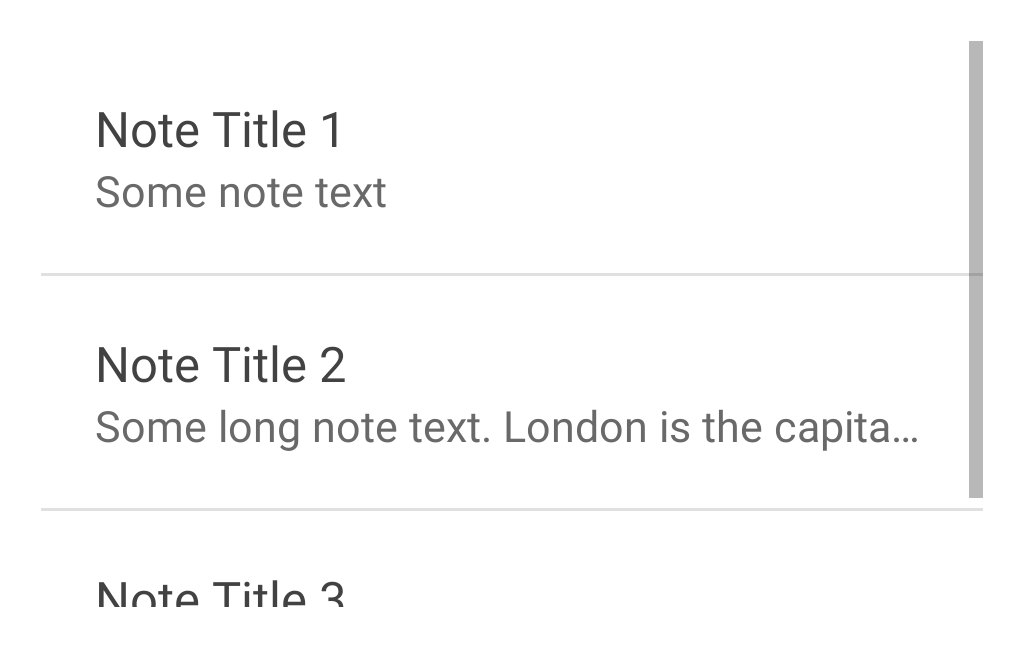 Note Title 1
Some note text
Note Title 2
Some long note text. London is the capita…
Note Title 3